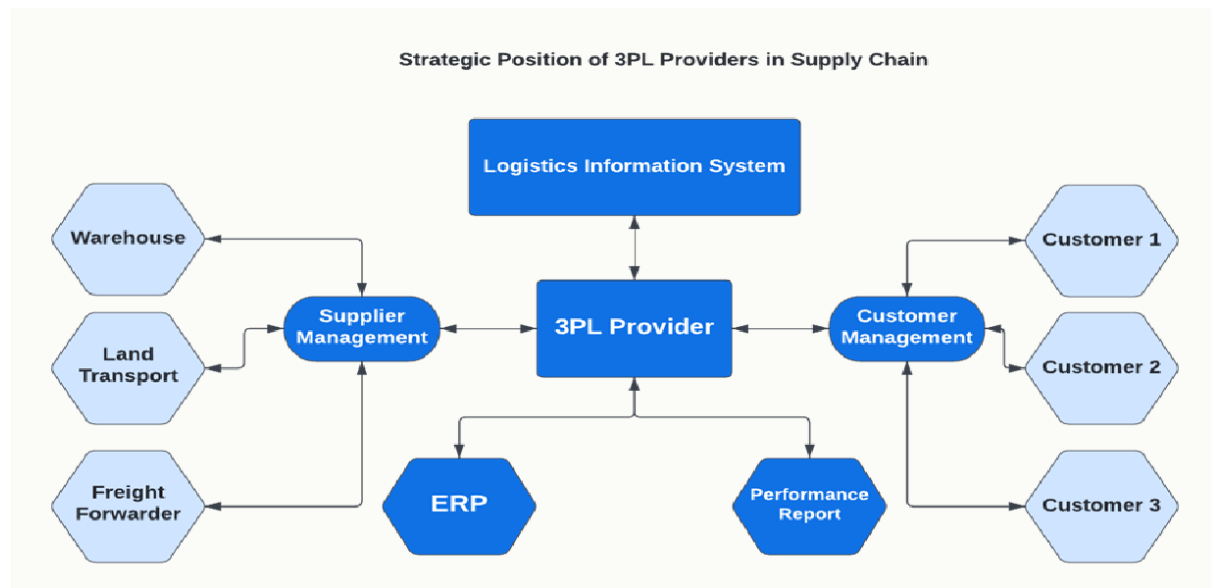 Strategic Position of 3PL Providers in Supply Chain
Logistics Information System
Warehouse
Customer 1
Supplier
Management
3PL Provider
Customer
Management
Land
Transport
Customer 2
Freight
Forwarder
ERP
Performance
Report
Customer 3